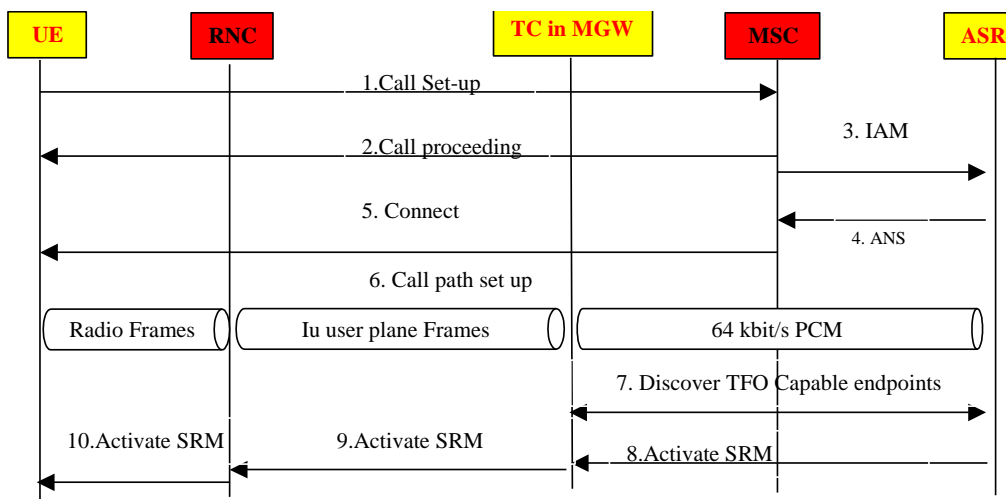 UE
RNC
TC in MGW
MSC
ASR
1.Call Set-up
3. IAM
2.Call proceeding
5. Connect
4. ANS
6. Call path set up
Radio Frames
Iu user plane Frames
64 kbit/s PCM
7. Discover TFO Capable endpoints
10.Activate SRM
9.Activate SRM
8.Activate SRM